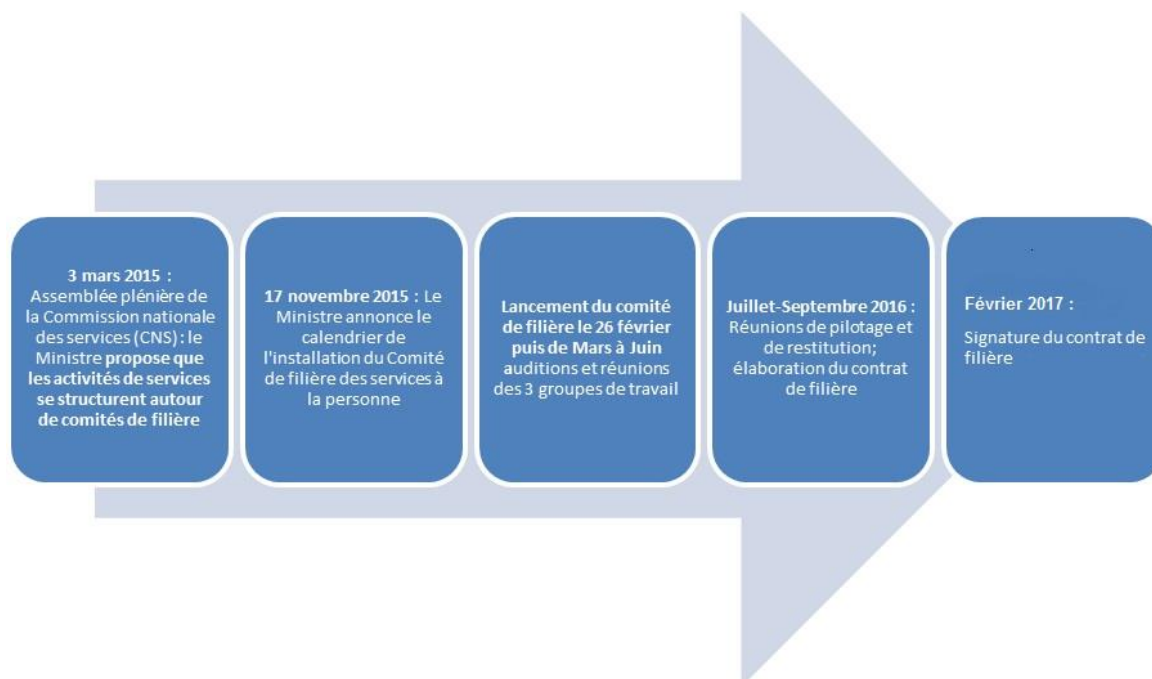 3 mars 2015 :
Assemblée plénière de
la Commission nationale
des services (CNS) : le
Ministre propose que
les activités de services
se structurent autour
de comités de filière
17 novembre 2015 : Le
Ministre annonce le
calendrier de
l'installation du Comité
de filière des services à
la personne
Lancement du comité
de filière le 26 février
puis de Mars à Juin
auditions et réunions
des 3 groupes de travail
Juillet-Septembre 2016 :
Réunions de pilotage et
de restitution;
élaboration du contrat
de filière
.
Février 2017 :
Signature du contrat de
filière